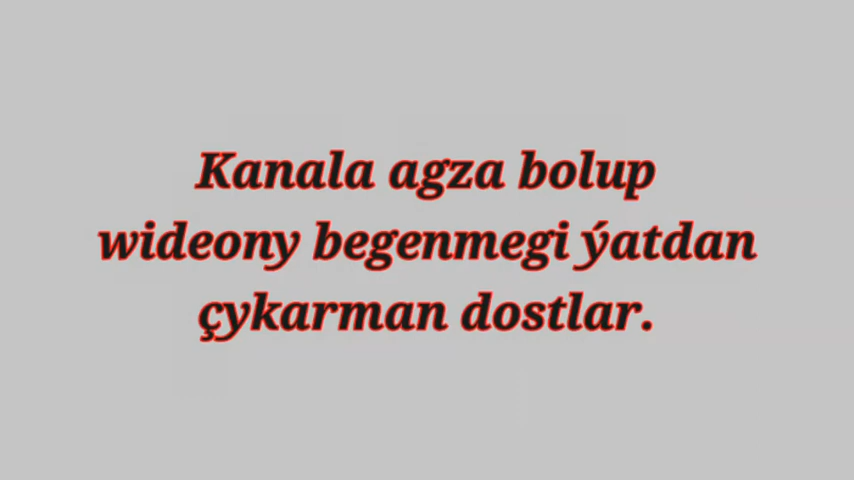 Kanala agza bolup
wideony begenmegi ýatdan
çykarman dostlar.